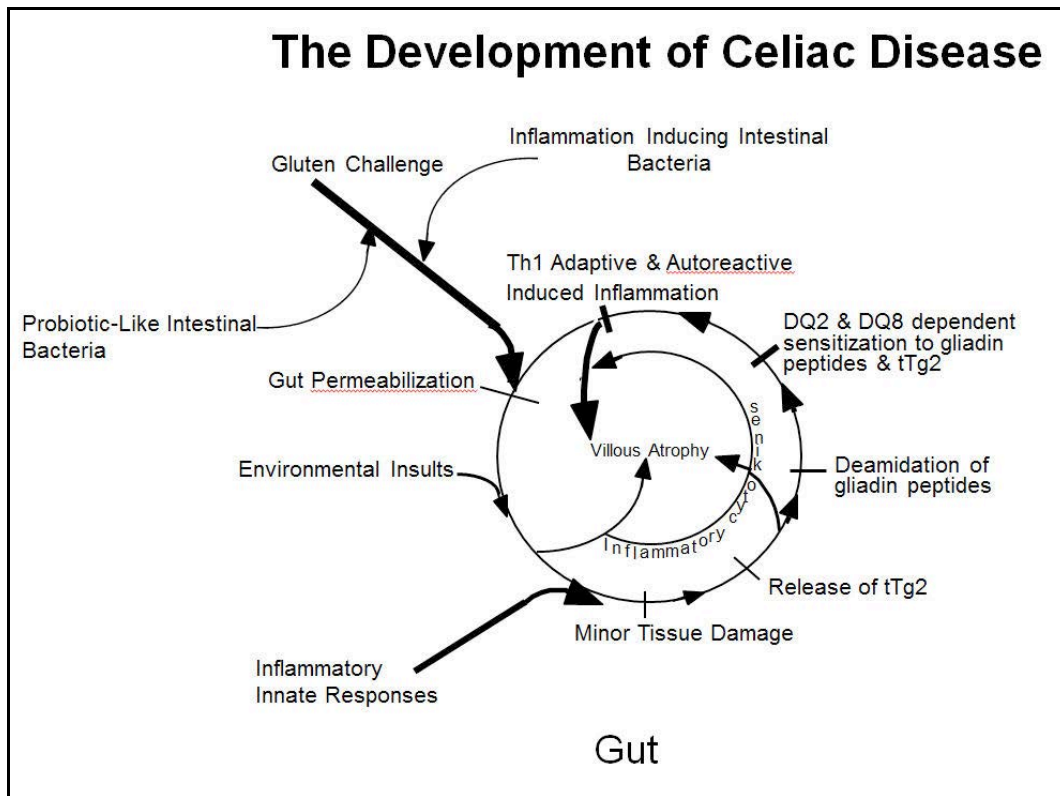 The Development of Celiac Disease
Inflammation Inducing Intestinal
Bacteria
Gluten Challenge
Th1 Adaptive & Autoreactive
Induced Inflammation
Probiotic-Like Intestinal
Bacteria
DQ2 & DQ8 dependent
sensitization to gliadin
peptides & tTg2
Gut Permeabilization
Villous Atrophy
Environmental Insults
Deamidation of
gliadin peptides
Inflammatory cytokines
Release of tTg2
Minor Tissue Damage
Inflammatory
Innate Responses
Gut